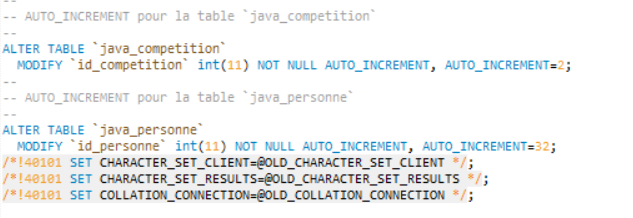 --
-- AUTO_INCREMENT pour la table `java_competition`
--
ALTER TABLE `java_competition`
  MODIFY `id_competition` int(11) NOT NULL AUTO_INCREMENT, AUTO_INCREMENT=2;
--
-- AUTO_INCREMENT pour la table `java_personne`
--
ALTER TABLE `java_personne`
  MODIFY `id_personne` int(11) NOT NULL AUTO_INCREMENT, AUTO_INCREMENT=32;
/*!40101 SET CHARACTER_SET_CLIENT=@OLD_CHARACTER_SET_CLIENT */;
/*!40101 SET CHARACTER_SET_RESULTS=@OLD_CHARACTER_SET_RESULTS */;
/*!40101 SET COLLATION_CONNECTION=@OLD_COLLATION_CONNECTION */;